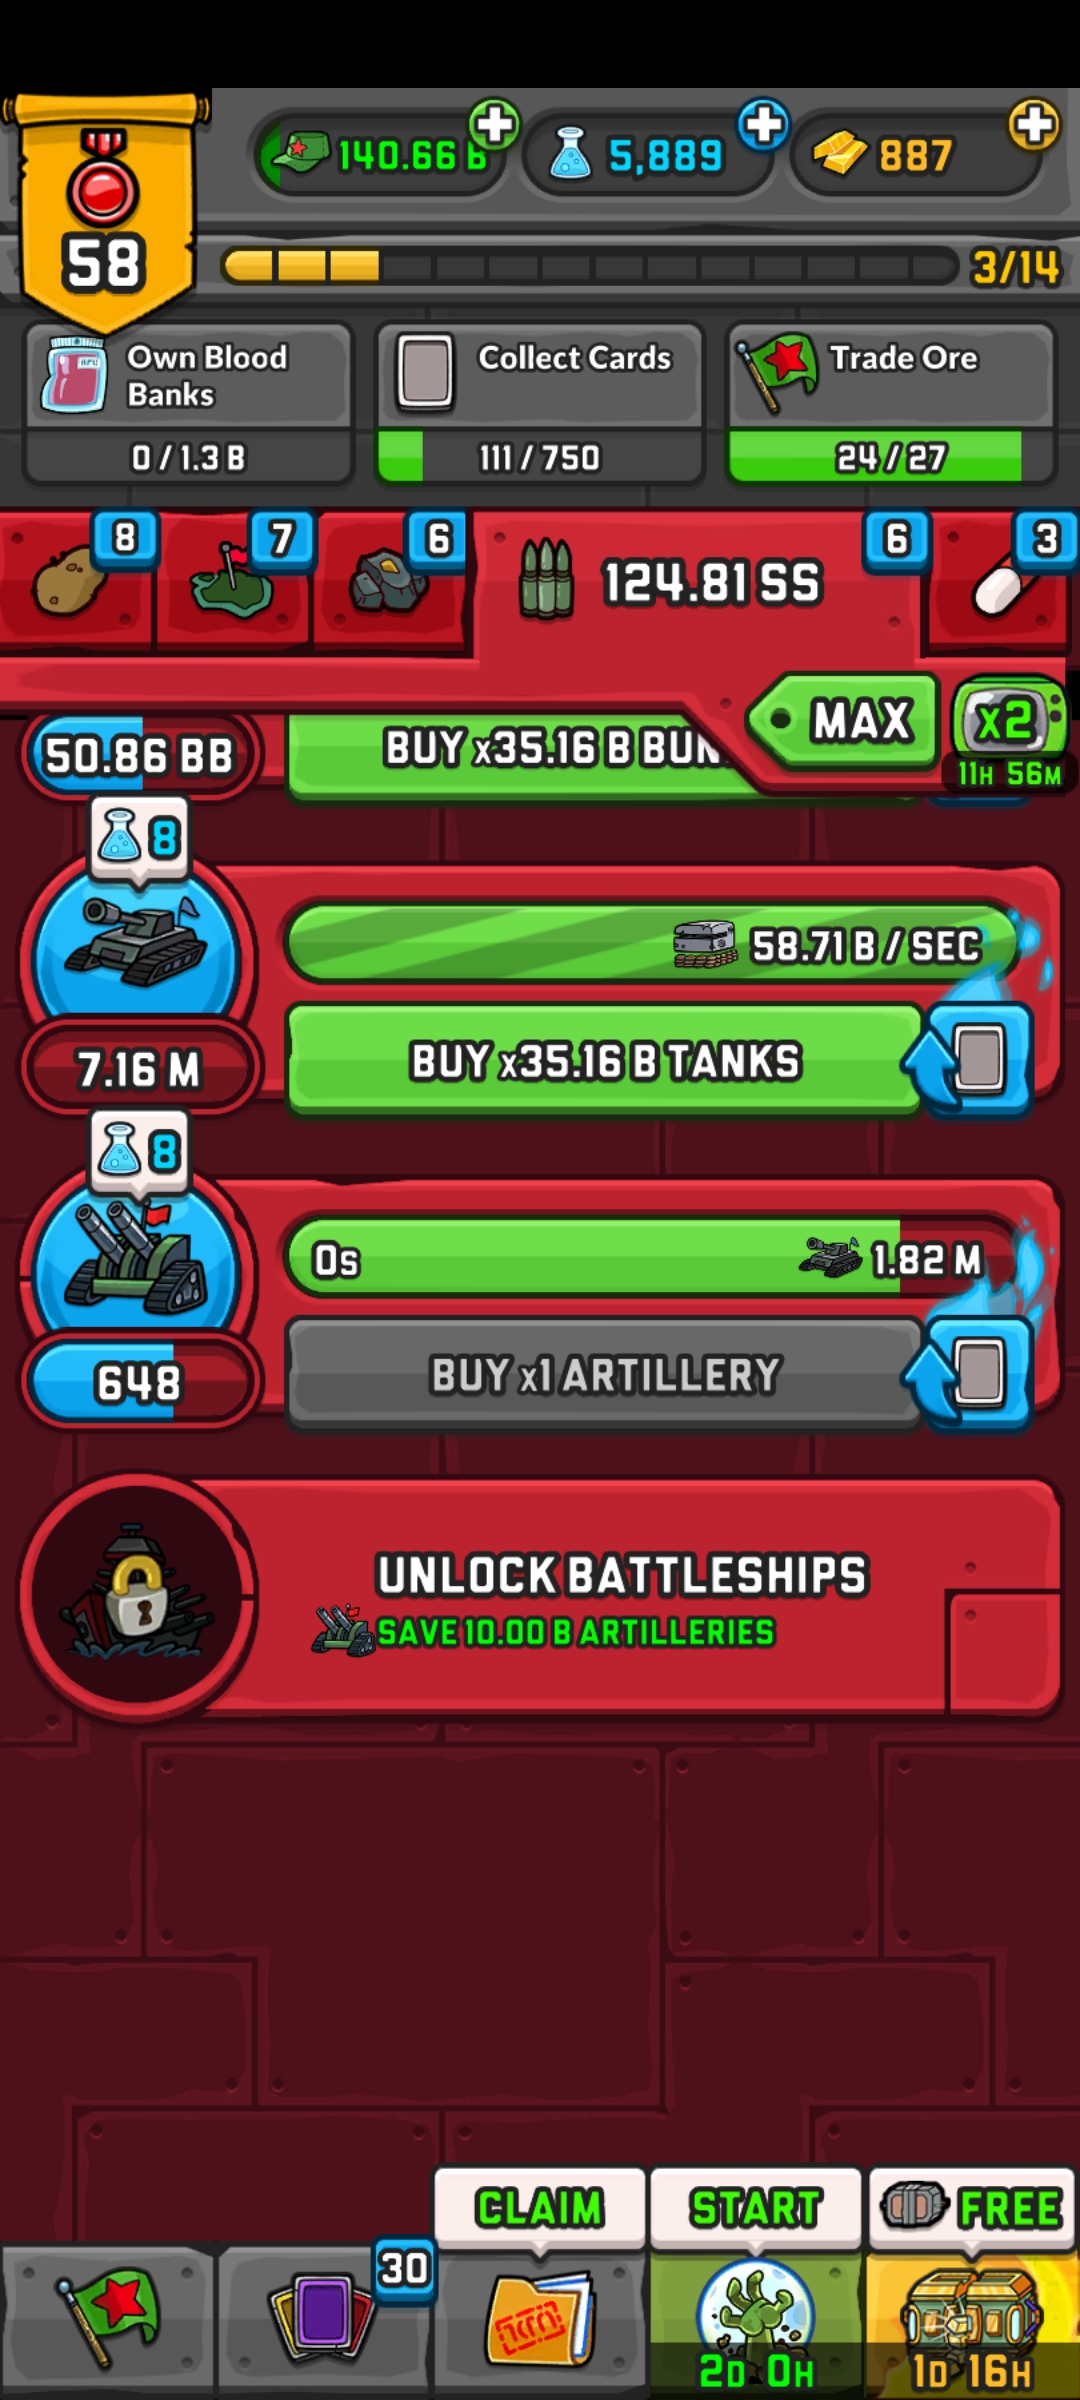 140.66 B
5,889
887
58
3/14
Own Blood
Banks
0 / 1.3 B
Collect Cards
111 / 750
Trade Ore
24 / 27
8
7
6
124.81 SS
6
3
MAX
x2
11H 56M
50.86 BB
BUY x35.16 B BUN
8
58.71 B / SEC
7.16 M
BUY x35.16 B TANKS
8
0s
1.82 M
648
BUY x1 ARTILLERY
UNLOCK BATTLESHIPS
SAVE 10.00 B ARTILLERIES
CLAIM
START
FREE
30
2D 0H
1D 16H